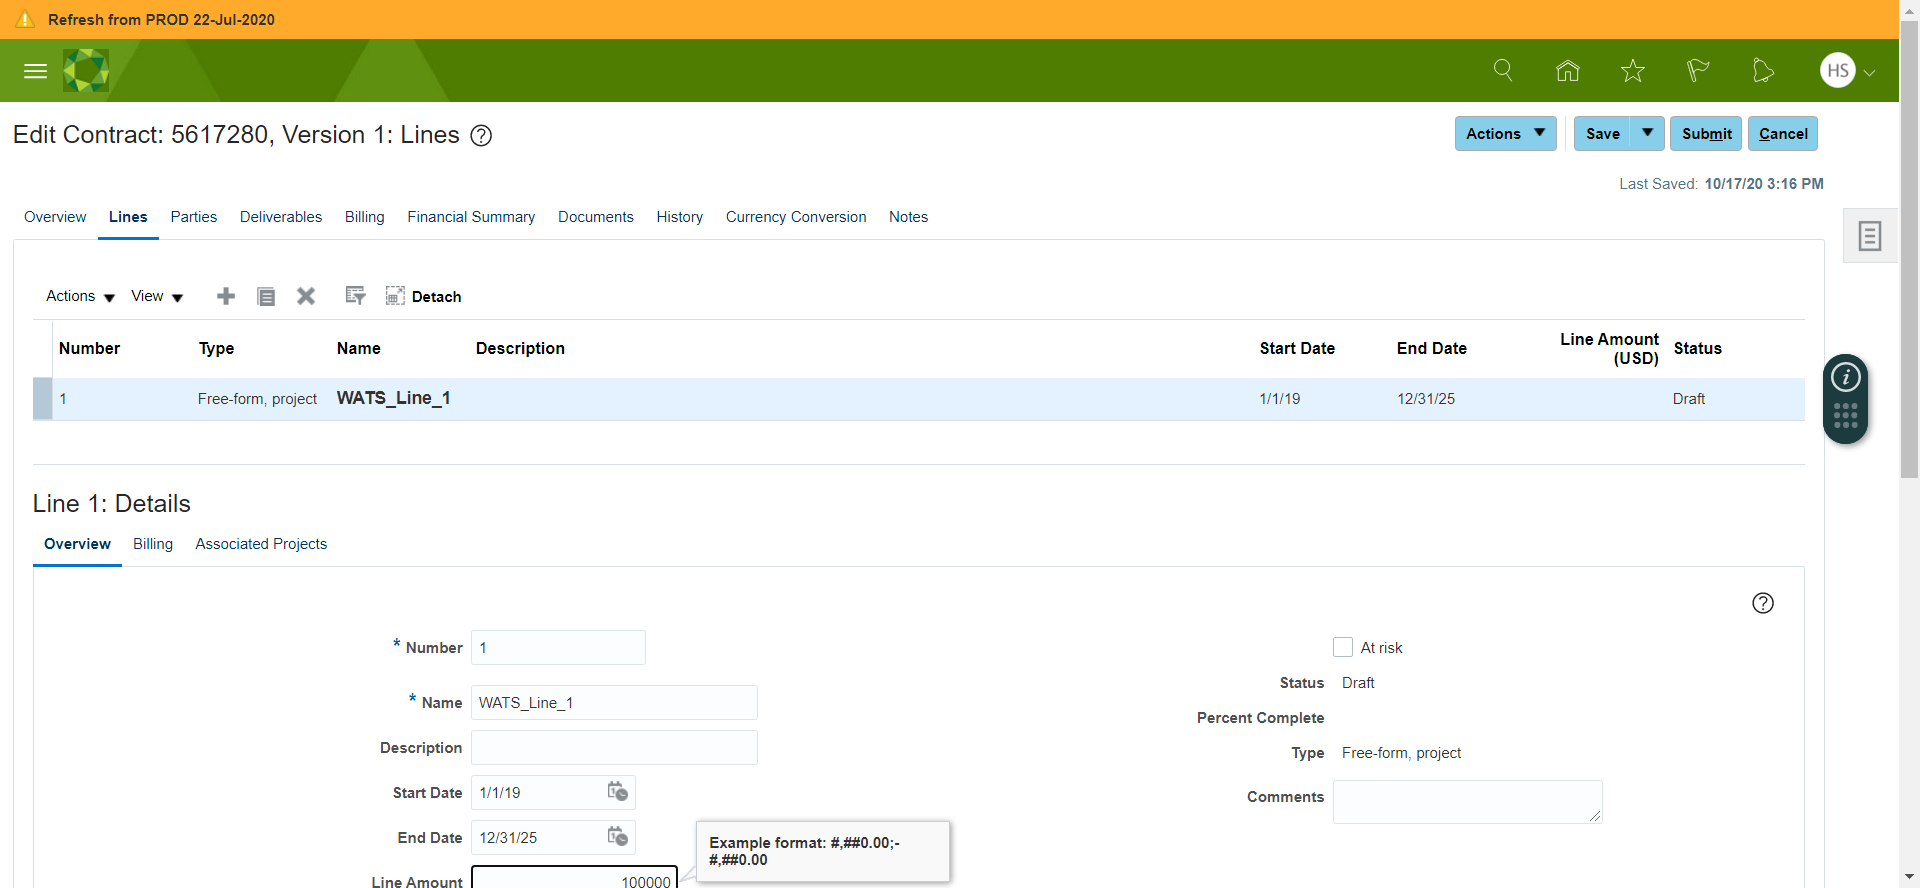 Refresh from PROD 22-Jul-2020
HS
Edit Contract: 5617280, Version 1: Lines
Actions
Save
Submit
Cancel
Last Saved: 10/17/20 3:16 PM
Overview Lines Parties Deliverables Billing Financial Summary Documents History Currency Conversion Notes
Actions View Detach
Number Type Name Description Start Date End Date Line Amount (USD) Status
1 Free-form, project WATS_Line_1 1/1/19 12/31/25 Draft
Line 1: Details
Overview Billing Associated Projects
* Number 1
* Name WATS_Line_1
Description
Start Date 1/1/19
End Date 12/31/25
Line Amount 100000
Example format: #,##0.00;-
#,##0.00
At risk
Status Draft
Percent Complete
Type Free-form, project
Comments